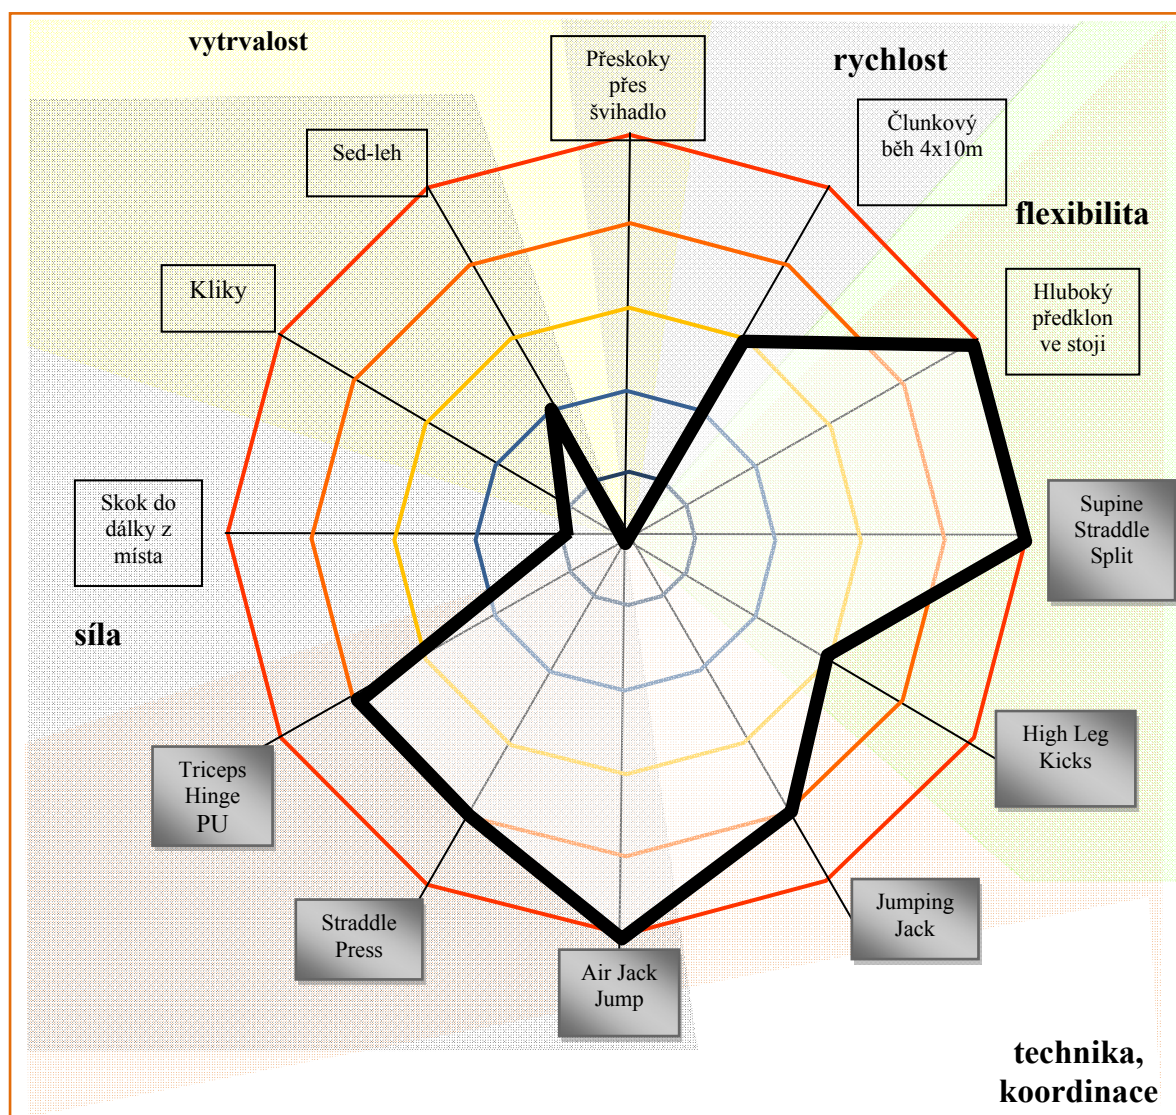 vytrvalost
Přeskoky
přes
švihadlo
rychlost
Člunkový
běh 4x10m
Sed-leh
flexibilita
Kliky
Hluboký
předklon
ve stoji
Skok do
dálky z
místa
Supine
Straddle
Split
síla
High Leg
Kicks
Triceps
Hinge
PU
Jumping
Jack
Straddle
Press
Air Jack
Jump
technika,
koordinace